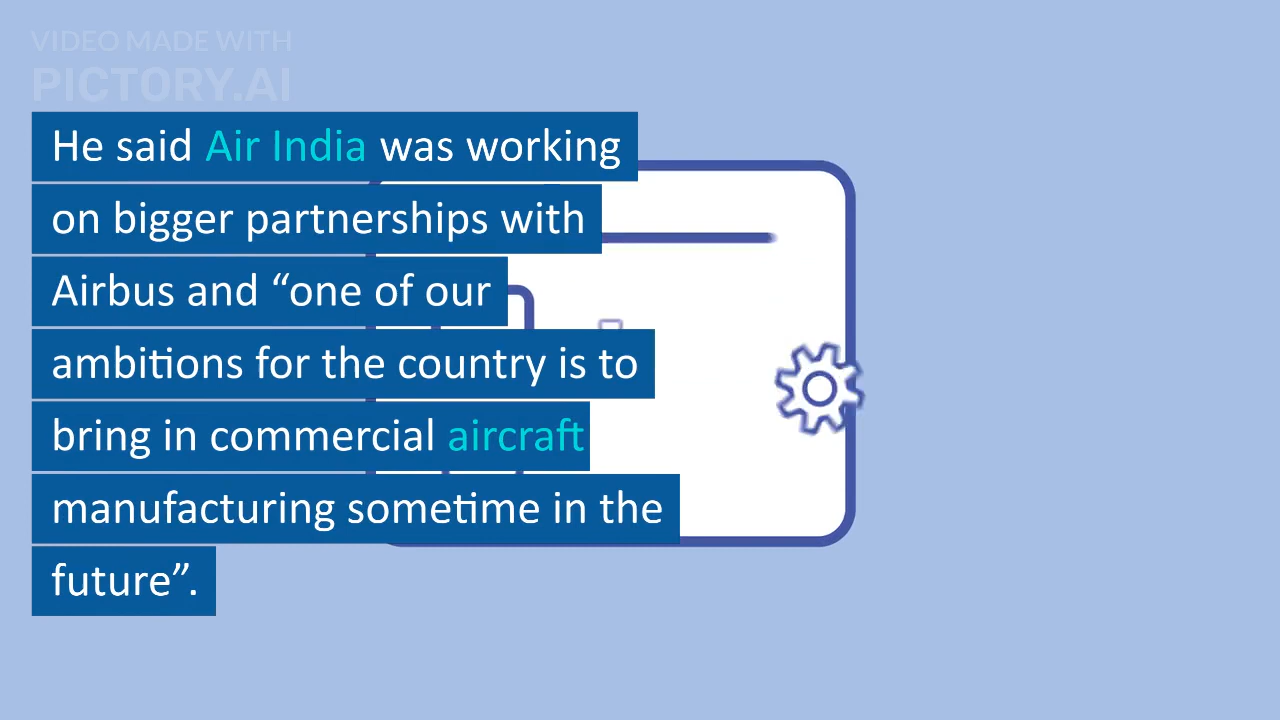 VIDEO MADE WITH
PICTORY.AI
He said Air India was working
on bigger partnerships with
Airbus and “one of our
ambitions for the country is to
bring in commercial aircraft
manufacturing sometime in the
future”.